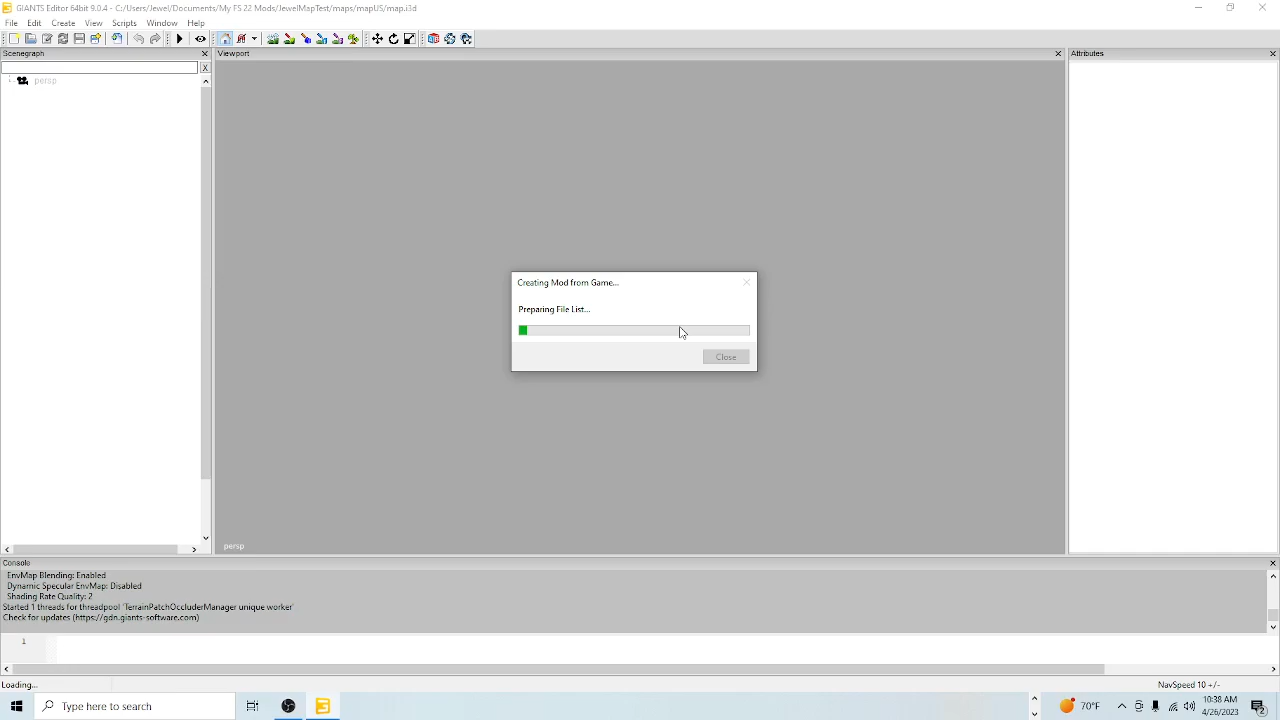 GIANTS Editor 64bit 9.0.4 - C:/Users/Jewel/Documents/My FS 22 Mods/JewelMapTest/maps/mapUS/map.i3d
File Edit Create View Scripts Window Help
Scenegraph
Viewport
Attributes
X
persp
Creating Mod from Game...
Preparing File List...
Close
persp
Console
EnvMap Blending: Enabled
Dynamic Specular EnvMap: Disabled
Shading Rate Quality: 2
Started 1 threads for threadpool 'TerrainPatchOccluderManager unique worker'
Check for updates (https://gdn.giants-software.com)
1
Loading...
NavSpeed 10 +/-
Type here to search
70°F
10:38 AM
4/26/2023
2